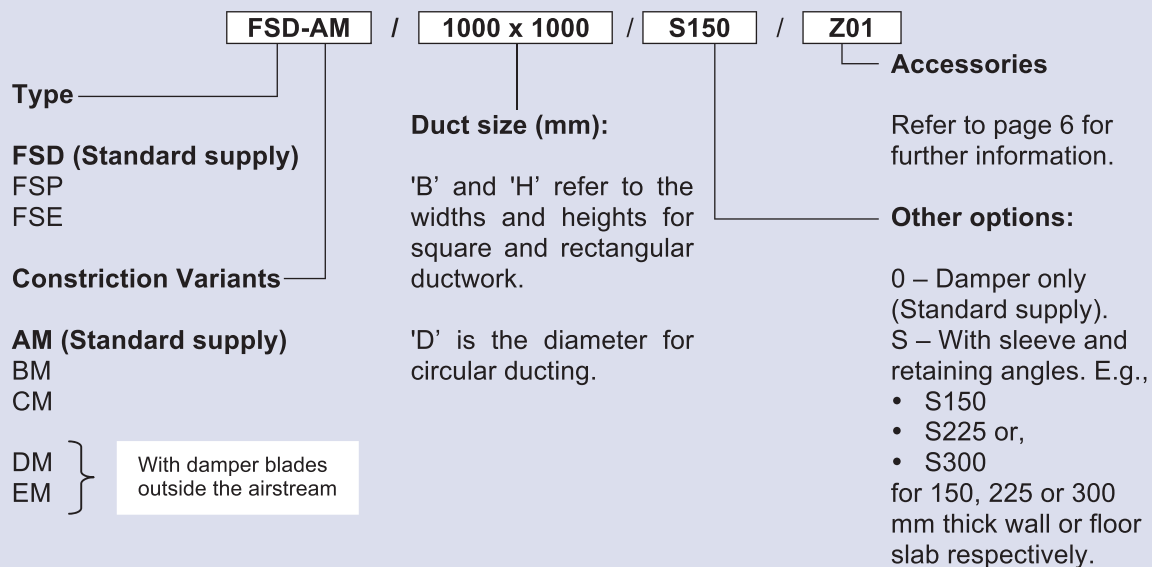 FSD-AM / 1000 x 1000 / S150 / Z01
Type
FSD (Standard supply)
FSP
FSE
Constriction Variants
AM (Standard supply)
BM
CM
DM
EM
With damper blades
outside the airstream
Duct size (mm):
'B’ and 'H’ refer to the
widths and heights for
square and rectangular
ductwork.
'D’ is the diameter for
circular ducting.
Accessories
Refer to page 6 for
further information.
Other options:
0 – Damper only
(Standard supply).
S – With sleeve and
retaining angles. E.g.,
• S150
• S225 or,
• S300
for 150, 225 or 300
mm thick wall or floor
slab respectively.